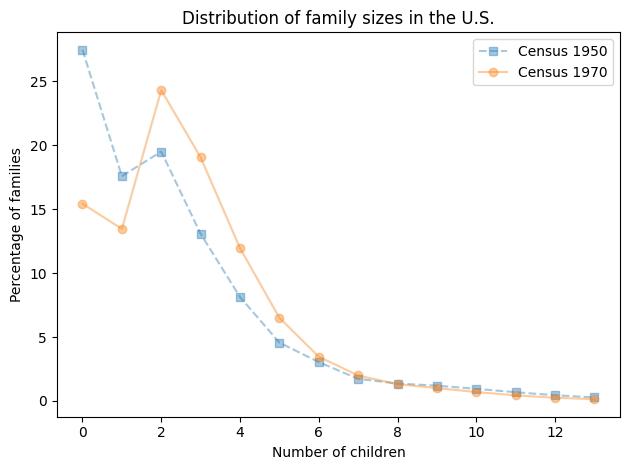 Distribution of family sizes in the U.S.
Census 1950
Census 1970
Percentage of families
25
20
15
10
5
0
0 2 4 6 8 10 12
Number of children